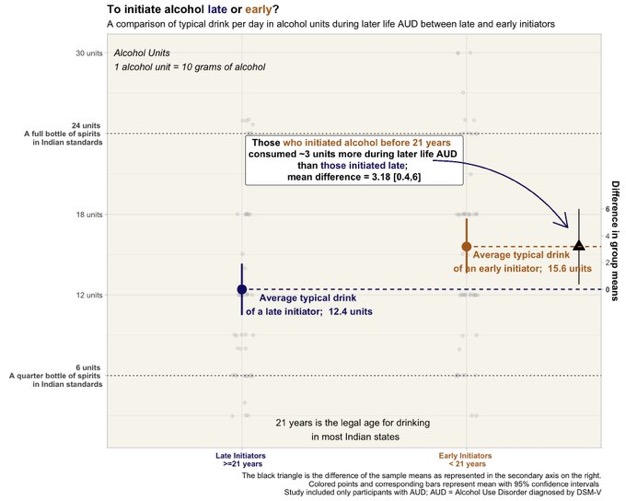 To initiate alcohol late or early?
A comparison of typical drink per day in alcohol units during later life AUD between late and early initiators
30 units
Alcohol Units
1 alcohol unit = 10 grams of alcohol
24 units
A full bottle of spirits
in Indian standards
Those who initiated alcohol before 21 years
consumed ~3 units more during later life AUD
than those initiated late;
mean difference = 3.18 [0.4,6]
18 units
6
4
2
0
Difference in group means
Average typical drink
of an early initiator; 15.6 units
12 units
Average typical drink
of a late initiator; 12.4 units
6 units
A quarter bottle of spirits
in Indian standards
21 years is the legal age for drinking
in most Indian states
Late Initiators
>=21 years
Early Initiators
< 21 years
The black triangle is the difference of the sample means as represented in the secondary axis on the right.
Colored points and corresponding bars represent mean with 95% confidence intervals
Study included only participants with AUD; AUD = Alcohol Use Disorder diagnosed by DSM-V